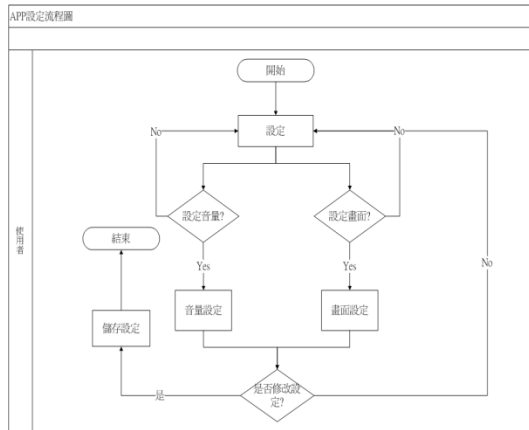 APP設定流程圖
使用者
開始
設定
No
No
設定音量?
設定畫面?
結束
Yes
Yes
No
音量設定
畫面設定
儲存設定
是否修改設
定?
是